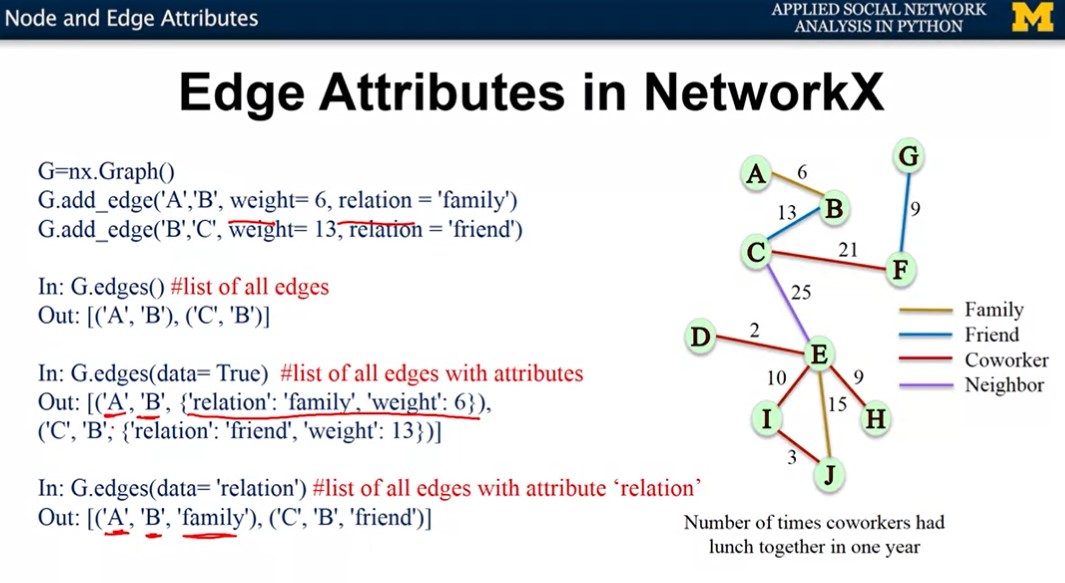 Node and Edge Attributes
APPLIED SOCIAL NETWORK
ANALYSIS IN PYTHON
M
Edge Attributes in NetworkX
G=nx.Graph()
G.add_edge('A','B', weight= 6, relation = 'family')
G.add_edge('B','C', weight= 13, relation = 'friend')
In: G.edges() #list of all edges
Out: [('A', 'B'), ('C', 'B')]
In: G.edges(data= True) #list of all edges with attributes
Out: [('A', 'B', {'relation': 'family', 'weight': 6}),
('C', 'B', {'relation': 'friend', 'weight': 13})]
In: G.edges(data= 'relation') #list of all edges with attribute ‘relation’
Out: [('A', 'B', 'family'), ('C', 'B', 'friend')]
G
A
6
B
9
13
C
21
F
25
D
2
E
10
9
15
I
H
3
J
Family
Friend
Coworker
Neighbor
Number of times coworkers had
lunch together in one year